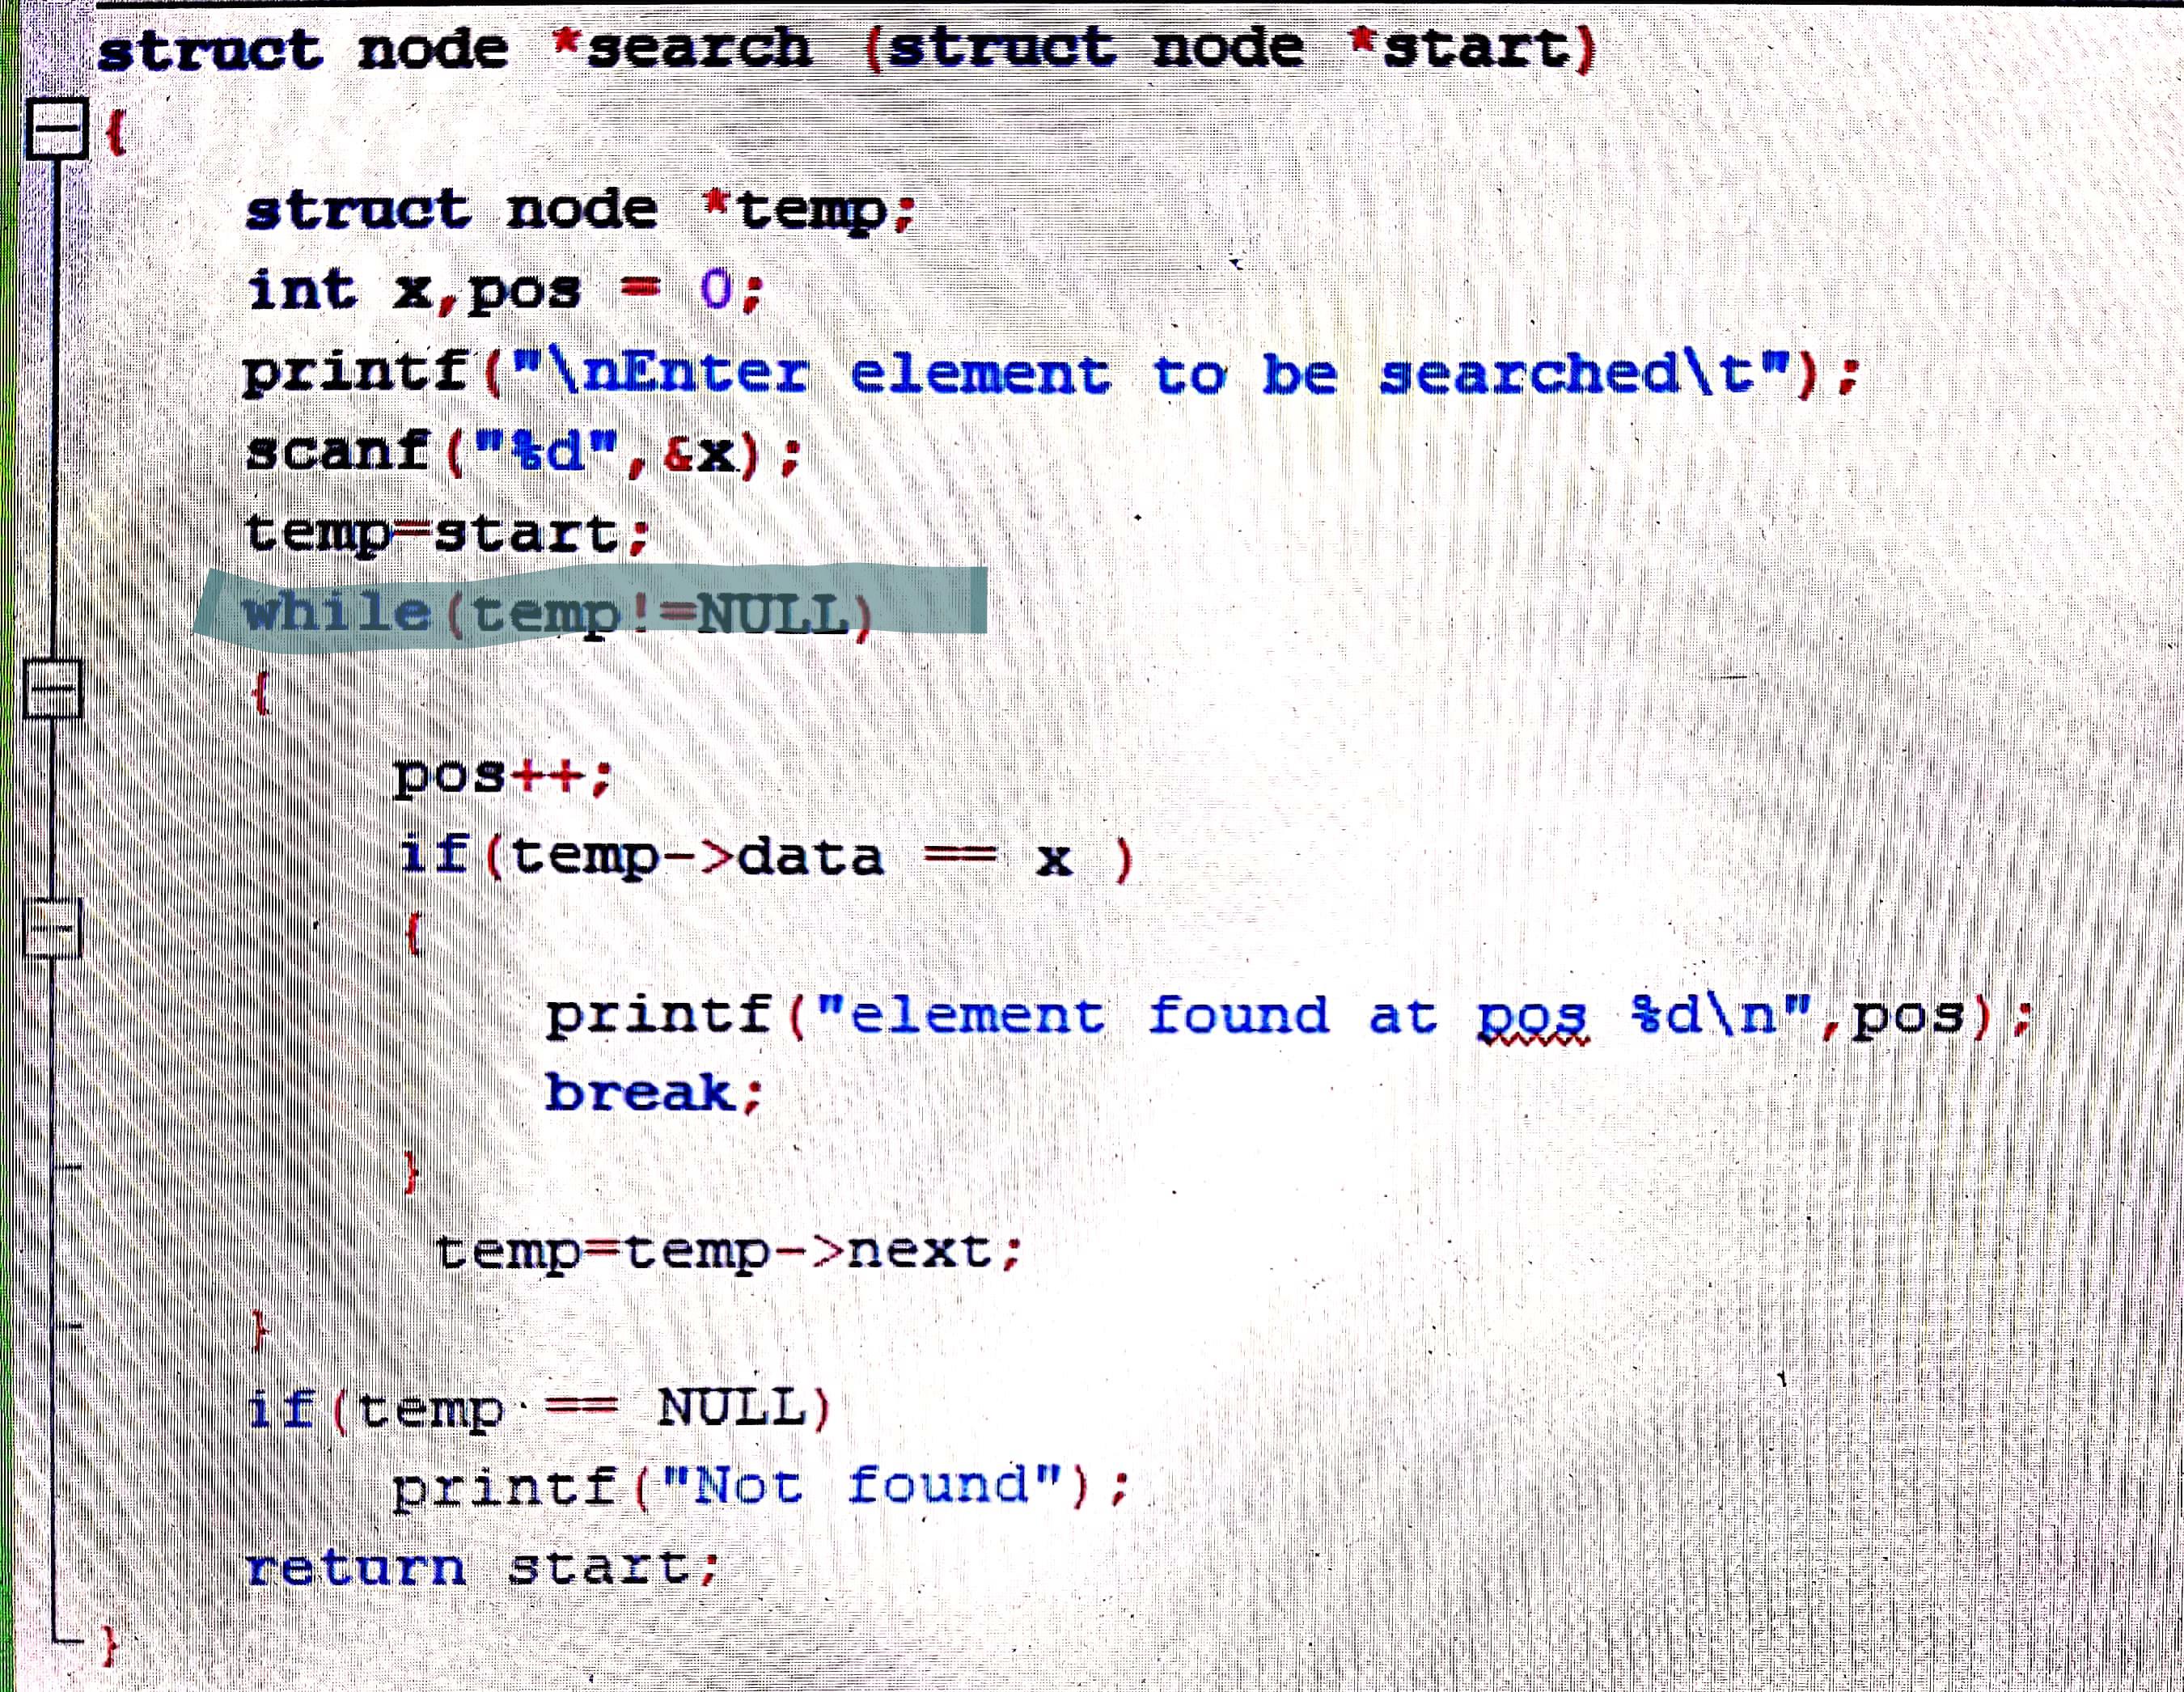 struct node *search (struct node *start)
{
struct node *temp;
int x,pos = 0;
printf("\nEnter element to be searched\t");
scanf("%d",&x);
temp=start;
while(temp!=NULL)
{
pos++;
if(temp->data == x )
{
printf("element found at pos %d\n",pos);
break;
}
temp=temp->next;
}
if(temp == NULL)
printf("Not found");
return start;
}